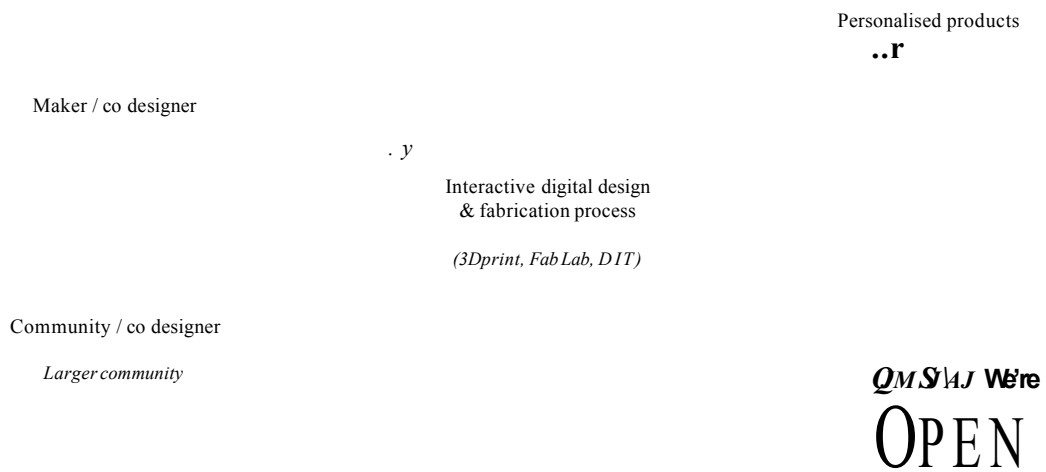 Personalised products
..r
Maker / co designer
. y
Interactive digital design
& fabrication process
(3Dprint, Fab Lab, DIT)
Community / co designer
Larger community
We're
OPEN